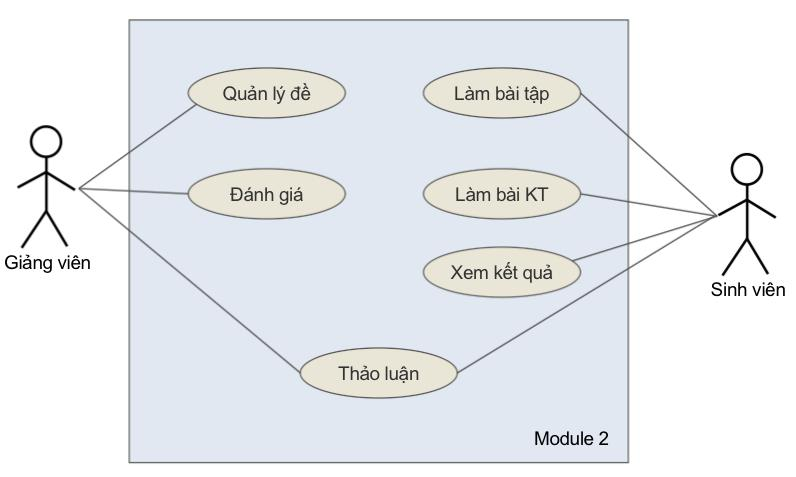 Quản lý đề
Làm bài tập
Đánh giá
Làm bài KT
Giảng viên
Xem kết quả
Sinh viên
Thảo luận
Module 2